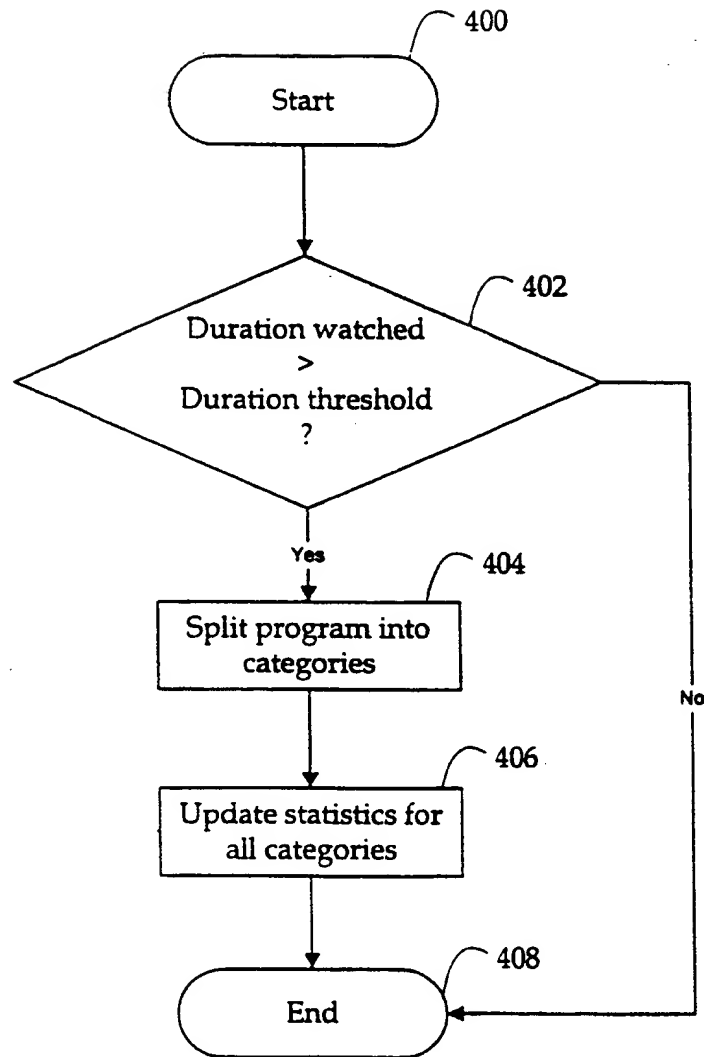 400
Start
402
Duration watched
>
Duration threshold
?
Yes
404
Split program into
categories
No
406
Update statistics for
all categories
408
End